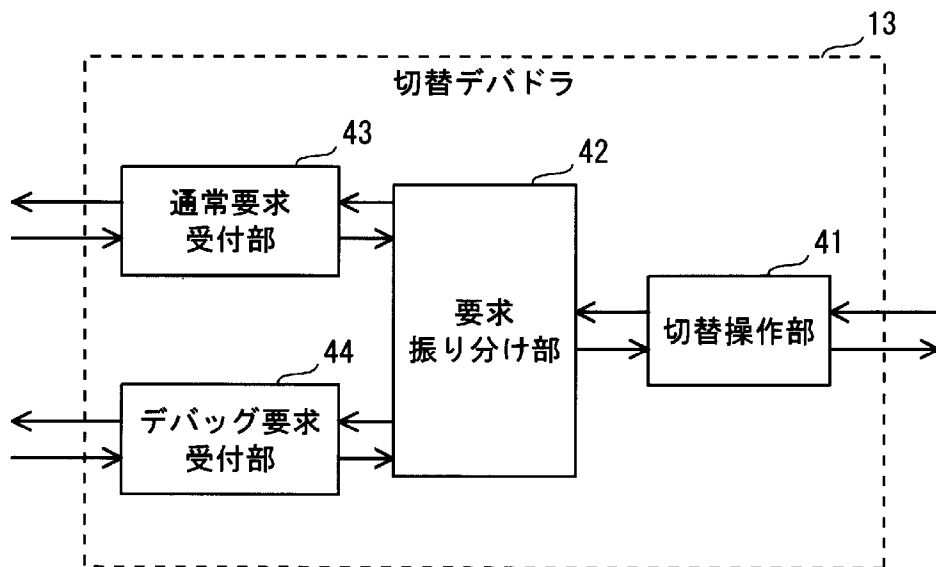 13
切替デバドラ
43
通常要求
受付部
42
要求
振り分け部
41
切替操作部
44
デバッグ要求
受付部